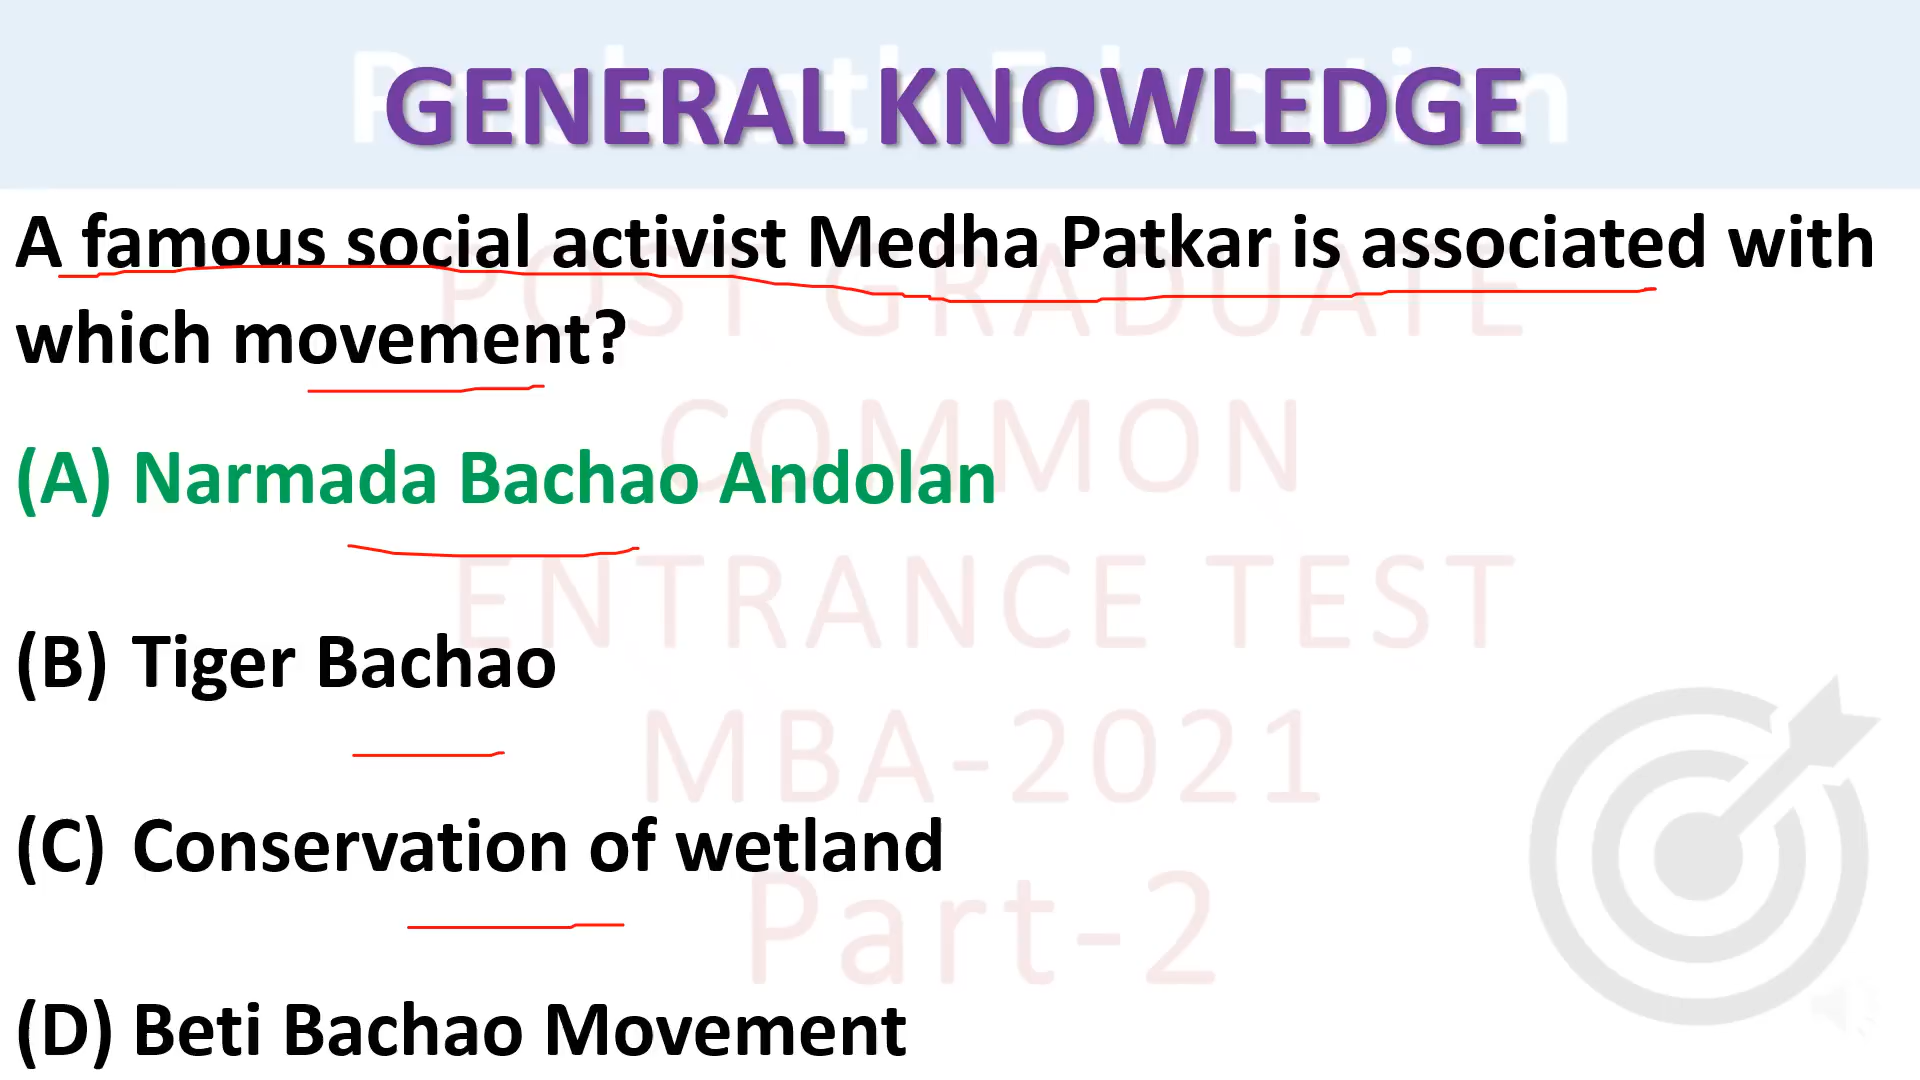 GENERAL KNOWLEDGE
A famous social activist Medha Patkar is associated with
which movement?
(A) Narmada Bachao Andolan
(B) Tiger Bachao
(C) Conservation of wetland
(D) Beti Bachao Movement
POST GRADUATE
COMMON
ENTRANCE TEST
MBA-2021
Part-2